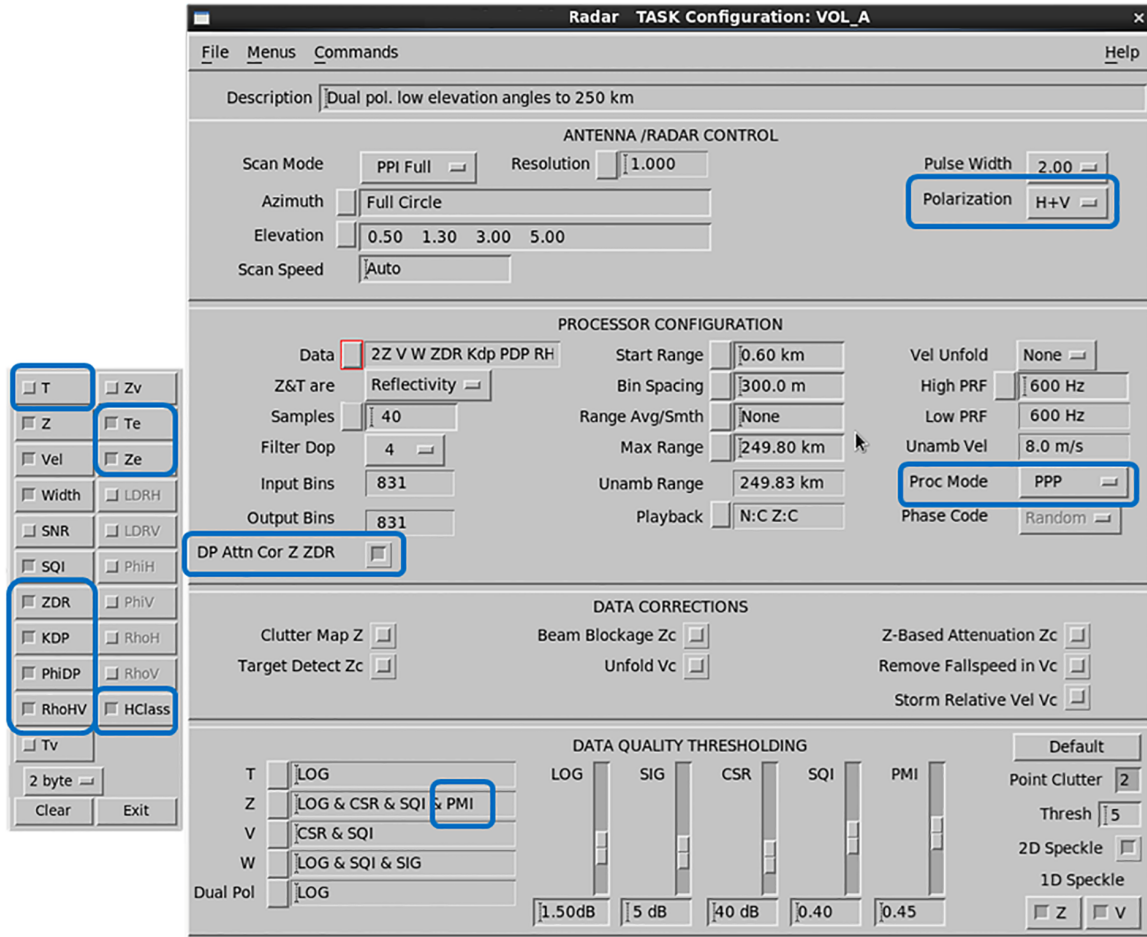 Radar TASK Configuration: VOL_A
File Menus Commands Help
Description Dual pol. low elevation angles to 250 km
ANTENNA /RADAR CONTROL
Scan Mode PPI Full Resolution 1.000 Pulse Width 2.00
Azimuth Full Circle Polarization H+V
Elevation 0.50 1.30 3.00 5.00
Scan Speed Auto
PROCESSOR CONFIGURATION
Data 2Z V W ZDR Kdp PDP RH Start Range 0.60 km Vel Unfold None
Z&T are Reflectivity Bin Spacing 300.0 m High PRF 600 Hz
Samples 40 Range Avg/Smth None Low PRF 600 Hz
Filter Dop 4 Max Range 249.80 km Unamb Vel 8.0 m/s
Input Bins 831 Unamb Range 249.83 km Proc Mode PPP
Output Bins 831 Playback N:C Z:C Phase Code Random
DP Attn Cor Z ZDR
DATA CORRECTIONS
Clutter Map Z Beam Blockage Zc Z-Based Attenuation Zc
Target Detect Zc Unfold Vc Remove Fallspeed in Vc
Storm Relative Vel Vc
DATA QUALITY THRESHOLDING
T LOG LOG SIG CSR SQI PMI Default
Z LOG & CSR & SQI & PMI Point Clutter 2
V CSR & SQI Thresh 5
W LOG & SQI & SIG 2D Speckle
Dual Pol LOG 1D Speckle
1.50dB 5 dB 40 dB 0.40 0.45 Z V
T Zv
Z Te
Vel Ze
Width LDRH
SNR LDRV
SQI PhiH
ZDR PhiV
KDP RhoH
PhiDP RhoV
RhoHV HClass
Tv
2 byte
Clear Exit